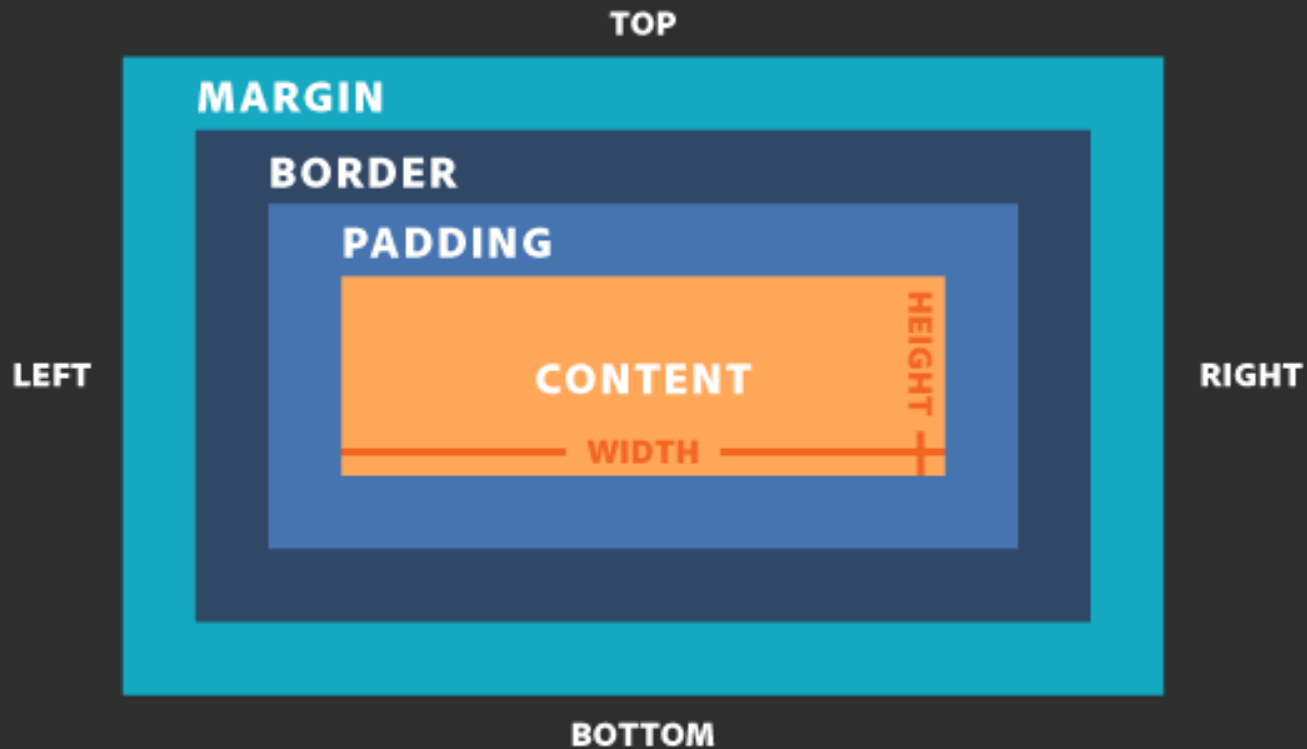 TOP
MARGIN
BORDER
PADDING
HEIGHT
CONTENT
LEFT
RIGHT
WIDTH
BOTTOM